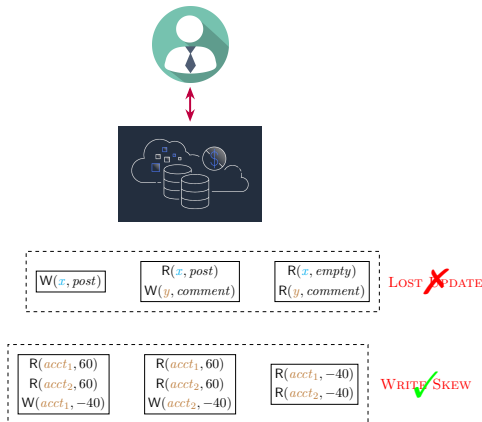 W(x, post)
R(x, post)
W(y, comment)
R(x, empty)
R(y, comment)
LOST UPDATE
R(acct₁, 60)
R(acct₂, 60)
W(acct₁, −40)
R(acct₁, 60)
R(acct₂, 60)
W(acct₂, −40)
R(acct₁, −40)
R(acct₂, −40)
WRITE SKEW